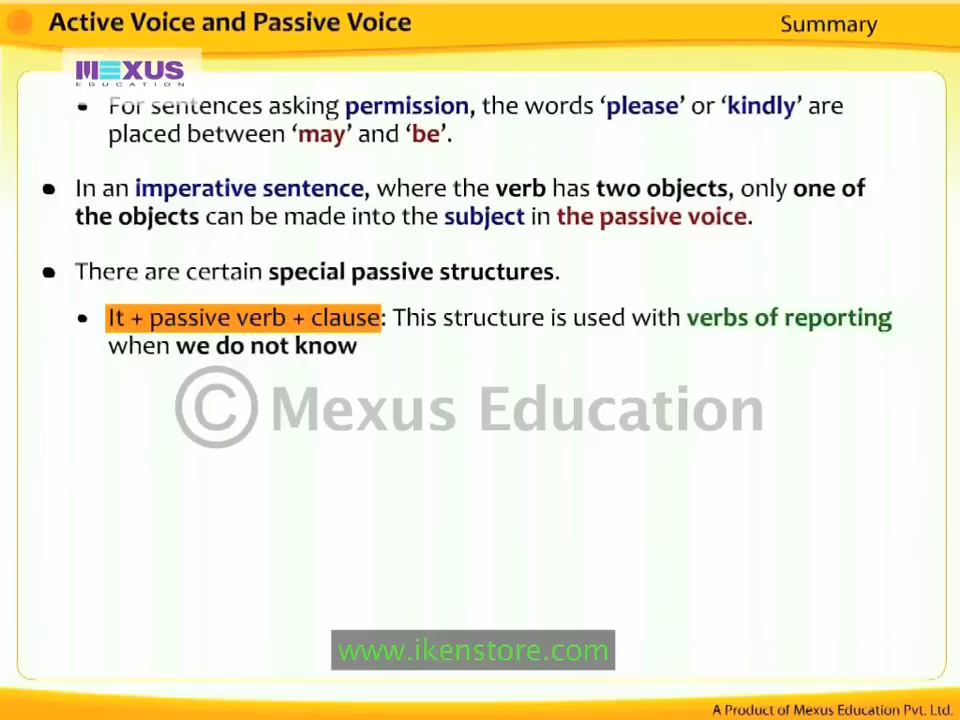 Active Voice and Passive Voice
Summary
MEXUS
EDUCATION
• For sentences asking permission, the words ‘please’ or ‘kindly’ are
placed between ‘may’ and ‘be’.
• In an imperative sentence, where the verb has two objects, only one of
the objects can be made into the subject in the passive voice.
• There are certain special passive structures.
• It + passive verb + clause: This structure is used with verbs of reporting
when we do not know
© Mexus Education
www.ikenstore.com
A Product of Mexus Education Pvt. Ltd.